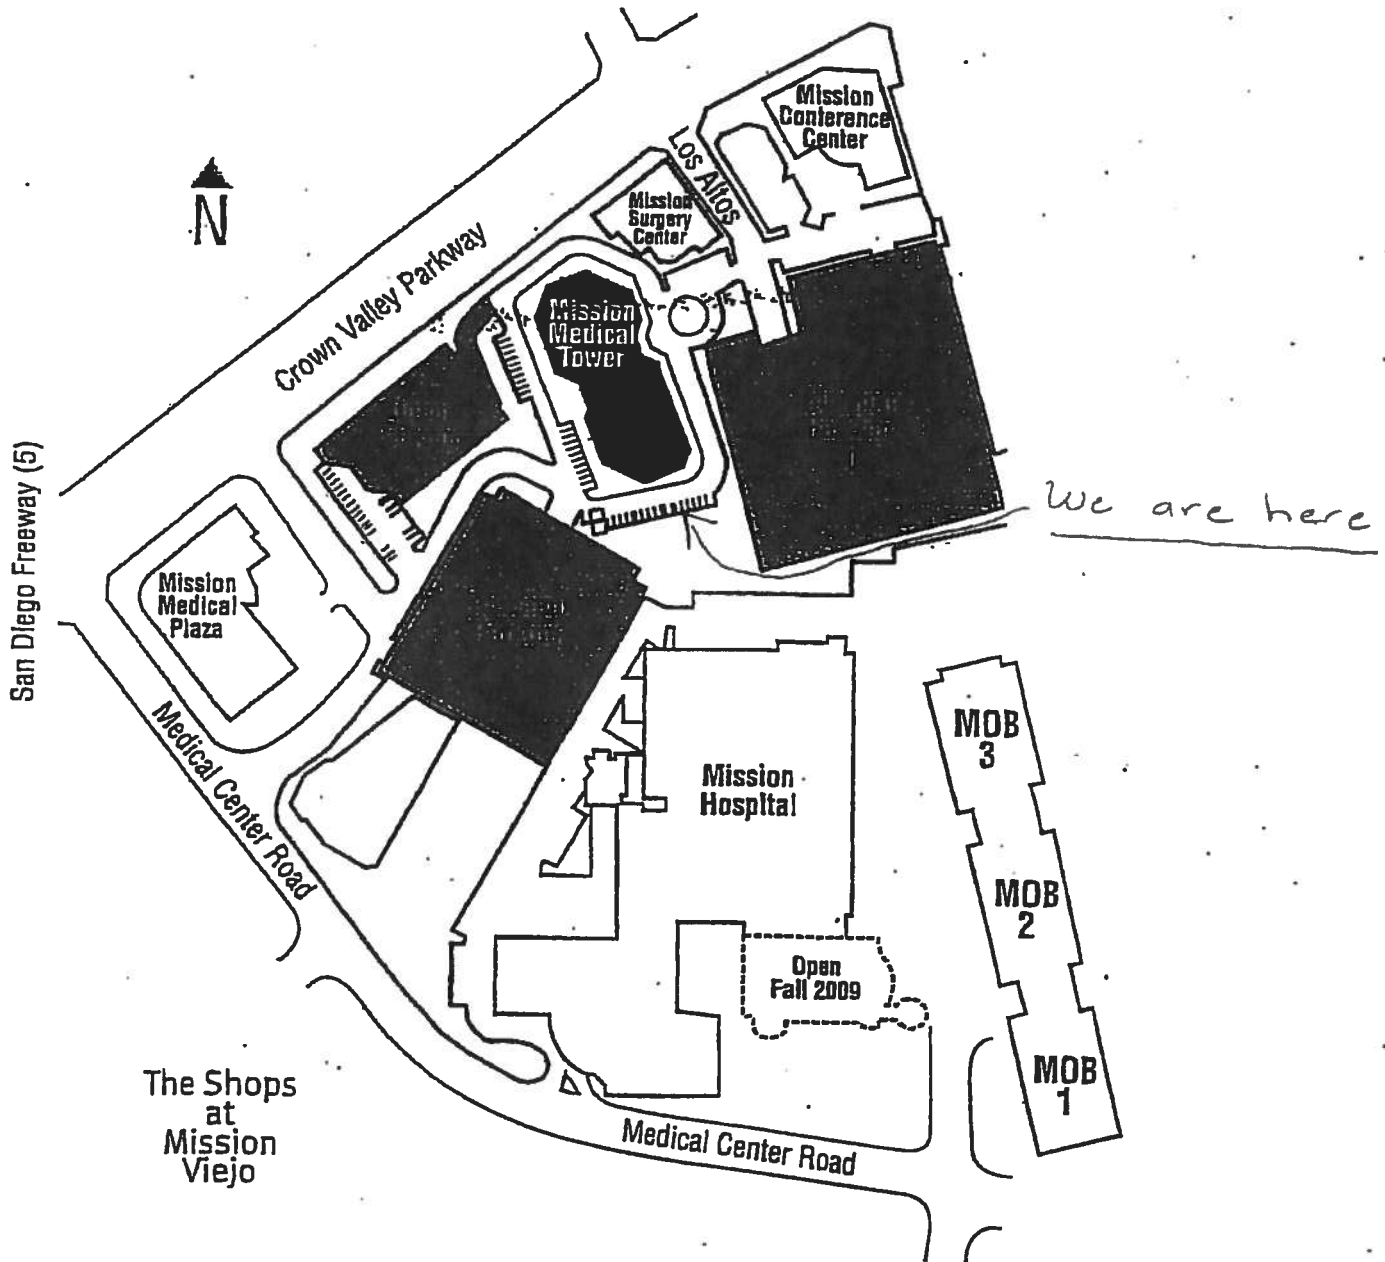 Mission
Conference
Center
Los Altos
Mission
Surgery
Center
N
Crown Valley Parkway
Mission
Medical
Tower
San Diego Freeway (5)
We are here
Mission
Medical
Plaza
Medical Center Road
Mission
Hospital
MOB
3
MOB
2
Open
Fall 2009
MOB
1
The Shops
at
Mission
Viejo
Medical Center Road